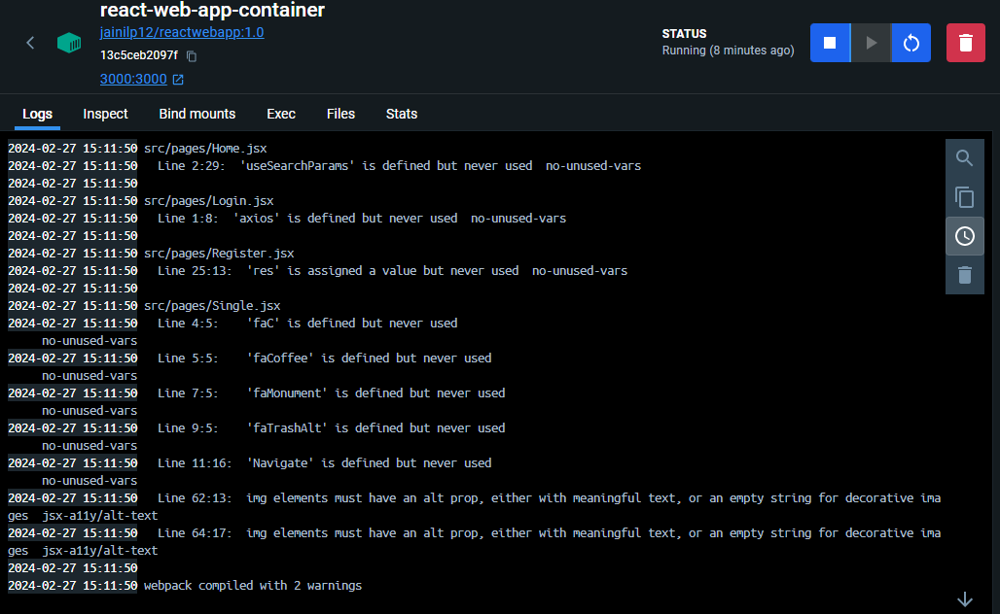 react-web-app-container
jainilp12/reactwebapp:1.0
13c5ceb2097f
3000:3000
STATUS
Running (8 minutes ago)
Logs Inspect Bind mounts Exec Files Stats
2024-02-27 15:11:50 src/pages/Home.jsx
2024-02-27 15:11:50   Line 2:29:  'useSearchParams' is defined but never used  no-unused-vars
2024-02-27 15:11:50
2024-02-27 15:11:50 src/pages/Login.jsx
2024-02-27 15:11:50   Line 1:8:  'axios' is defined but never used  no-unused-vars
2024-02-27 15:11:50
2024-02-27 15:11:50 src/pages/Register.jsx
2024-02-27 15:11:50   Line 25:13:  'res' is assigned a value but never used  no-unused-vars
2024-02-27 15:11:50
2024-02-27 15:11:50 src/pages/Single.jsx
2024-02-27 15:11:50   Line 4:5:    'faC' is defined but never used
     no-unused-vars
2024-02-27 15:11:50   Line 5:5:    'faCoffee' is defined but never used
     no-unused-vars
2024-02-27 15:11:50   Line 7:5:    'faMonument' is defined but never used
     no-unused-vars
2024-02-27 15:11:50   Line 9:5:    'faTrashAlt' is defined but never used
     no-unused-vars
2024-02-27 15:11:50   Line 11:16:  'Navigate' is defined but never used
     no-unused-vars
2024-02-27 15:11:50   Line 62:13:  img elements must have an alt prop, either with meaningful text, or an empty string for decorative ima
ges  jsx-a11y/alt-text
2024-02-27 15:11:50   Line 64:17:  img elements must have an alt prop, either with meaningful text, or an empty string for decorative ima
ges  jsx-a11y/alt-text
2024-02-27 15:11:50
2024-02-27 15:11:50 webpack compiled with 2 warnings